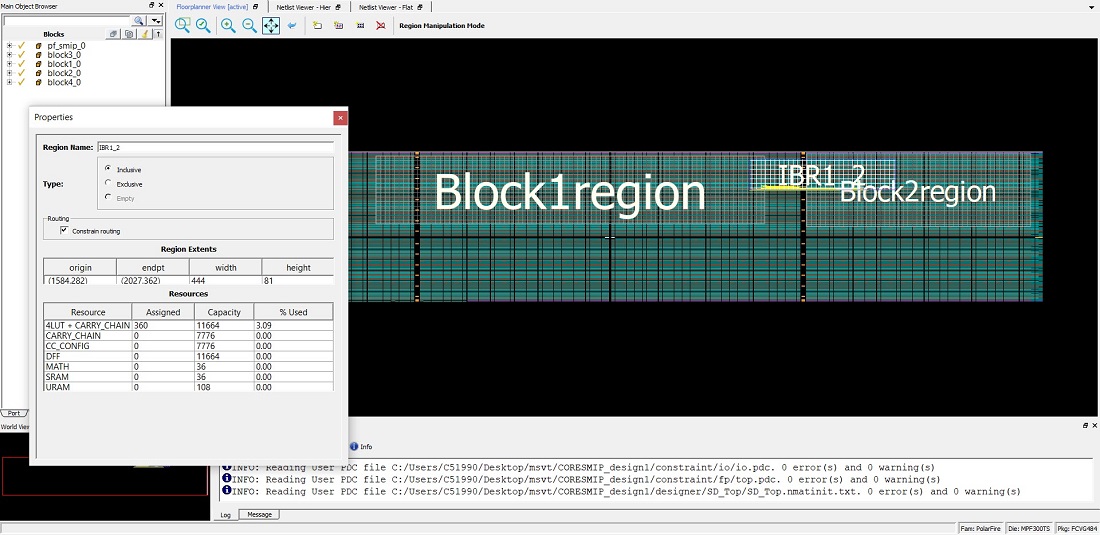 Main Object Browser
Floorplanner View [active]
Netlist Viewer - Hier
Netlist Viewer - Flat
Region Manipulation Mode
Blocks
pf_smip_0
block3_0
block1_0
block2_0
block4_0
Properties
Region Name: IBR1_2
Type:
Inclusive
Exclusive
Empty
Routing
Constrain routing
Region Extents
origin endpt width height
(1584.282) (2027.362) 444 81
Resources
Resource Assigned Capacity % Used
4LUT + CARRY_CHAIN 360 11664 3.09
CARRY_CHAIN 0 7776 0.00
CC_CONFIG 0 7776 0.00
DFF 0 11664 0.00
MATH 0 36 0.00
SRAM 0 36 0.00
URAM 0 108 0.00
Block1region
IBR1_2
Block2region
Port
World View
Info
INFO: Reading User PDC file C:/Users/C51990/Desktop/msvt/CORESMIP_design1/constraint/io/io.pdc. 0 error(s) and 0 warning(s)
INFO: Reading User PDC file C:/Users/C51990/Desktop/msvt/CORESMIP_design1/constraint/fp/top.pdc. 0 error(s) and 0 warning(s)
INFO: Reading User PDC file C:/Users/C51990/Desktop/msvt/CORESMIP_design1/designer/SD_Top/SD_Top.nmatinit.txt. 0 error(s) and 0 warning(s)
Log Message
Fam: PolarFire Die: MPF300TS Pkg: FCVG484